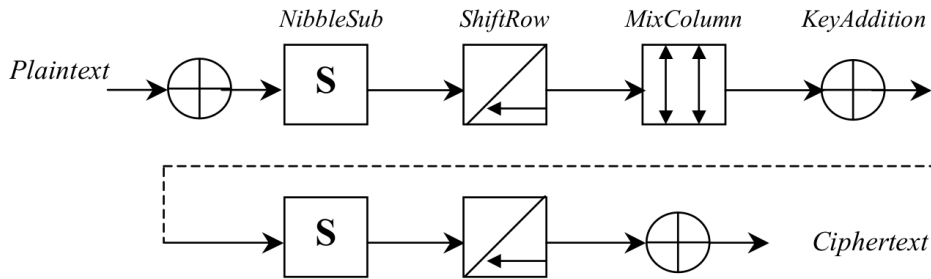 NibbleSub ShiftRow MixColumn KeyAddition
Plaintext
S
S
Ciphertext